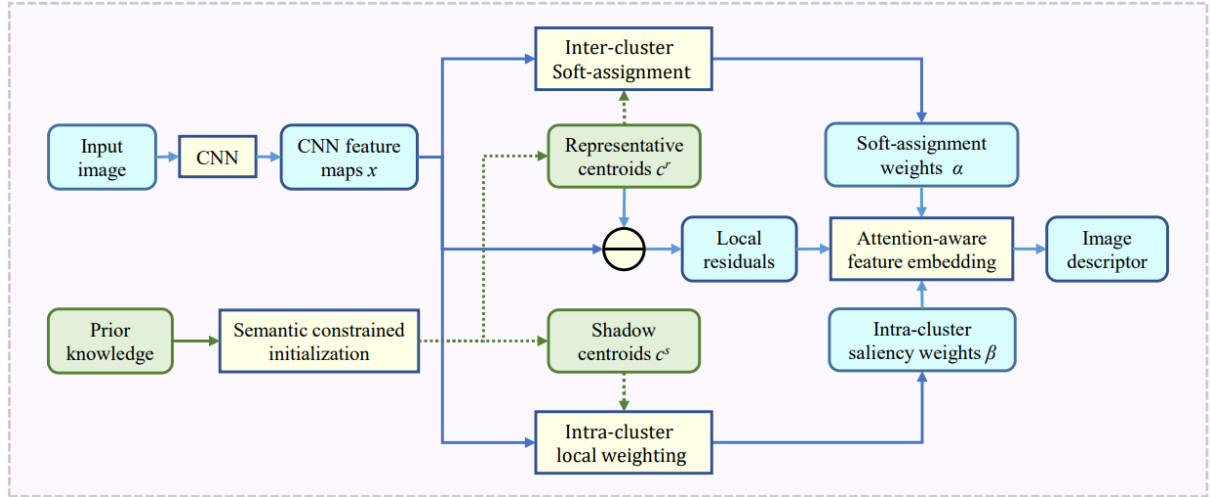 Inter-cluster
Soft-assignment
Input
image
CNN
CNN feature
maps x
Representative
centroids cʳ
Soft-assignment
weights α
Local
residuals
Attention-aware
feature embedding
Image
descriptor
Prior
knowledge
Semantic constrained
initialization
Shadow
centroids cˢ
Intra-cluster
saliency weights β
Intra-cluster
local weighting